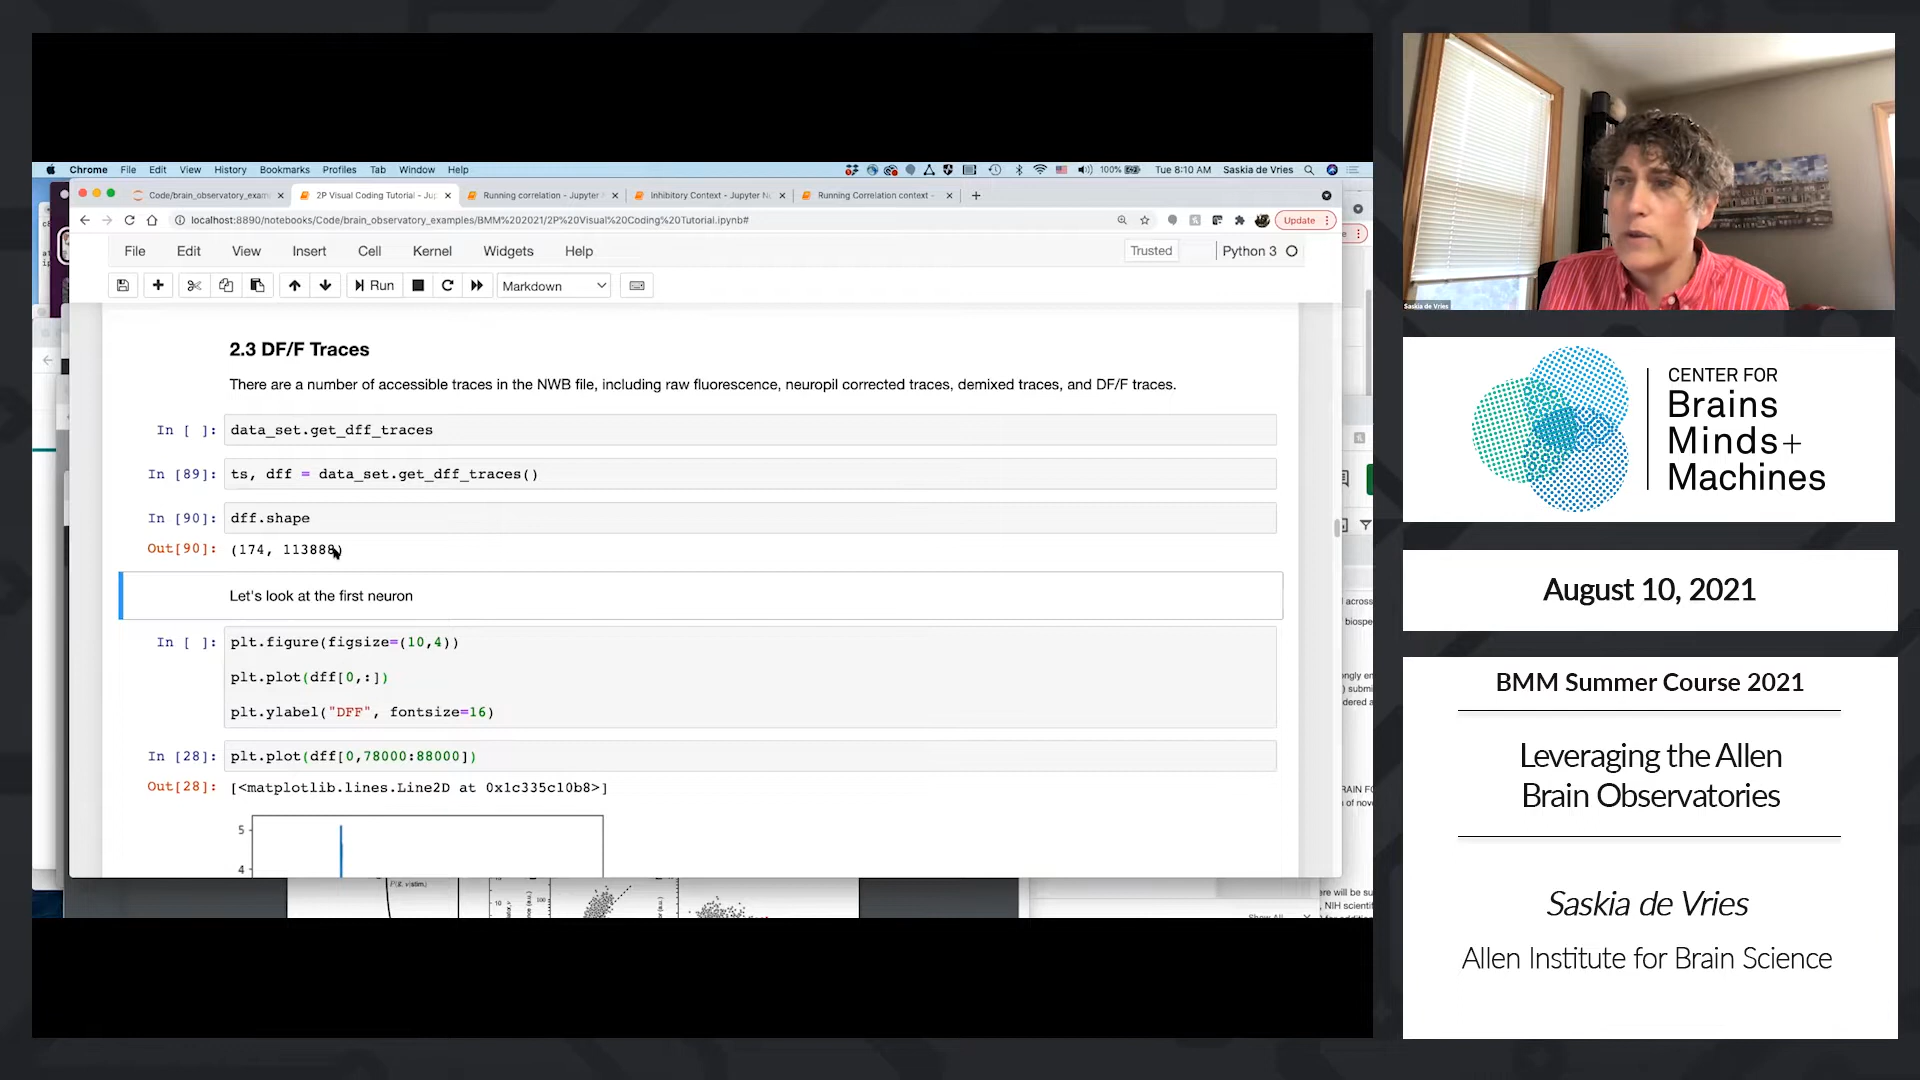 Chrome File Edit View History Bookmarks Profiles Tab Window Help 100% Tue 8:10 AM Saskia de Vries
Code/brain_observatory_exam 2P Visual Coding Tutorial - Jup Running correlation - Jupyter Inhibitory Context - Jupyter N Running Correlation context -
localhost:8890/notebooks/Code/brain_observatory_examples/BMM%202021/2P%20Visual%20Coding%20Tutorial.ipynb# Update
File Edit View Insert Cell Kernel Widgets Help Trusted Python 3
Run Markdown
2.3 DF/F Traces
There are a number of accessible traces in the NWB file, including raw fluorescence, neuropil corrected traces, demixed traces, and DF/F traces.
In [ ]: data_set.get_dff_traces
In [89]: ts, dff = data_set.get_dff_traces()
In [90]: dff.shape
Out[90]: (174, 113888)
Let's look at the first neuron
In [ ]: plt.figure(figsize=(10,4))
plt.plot(dff[0,:])
plt.ylabel("DFF", fontsize=16)
In [28]: plt.plot(dff[0,78000:88000])
Out[28]: [<matplotlib.lines.Line2D at 0x1c335c10b8>]
5
4
Saskia de Vries
CENTER FOR
Brains
Minds+
Machines
August 10, 2021
BMM Summer Course 2021
Leveraging the Allen
Brain Observatories
Saskia de Vries
Allen Institute for Brain Science